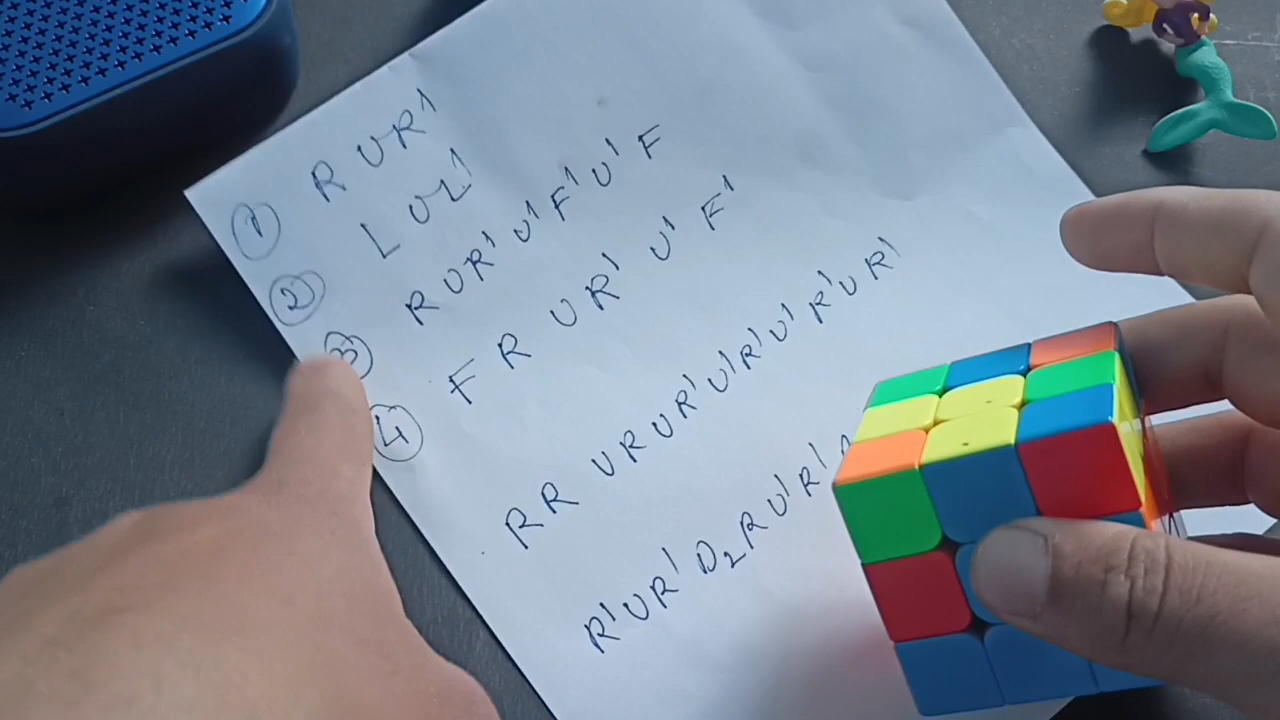 ① R U R'
L U L'
② R U R' U' F' U' F
③ F R U R' U' F'
④ R R U R U R' U' R' U' R' U R'
R' U R' D2 R U' R'